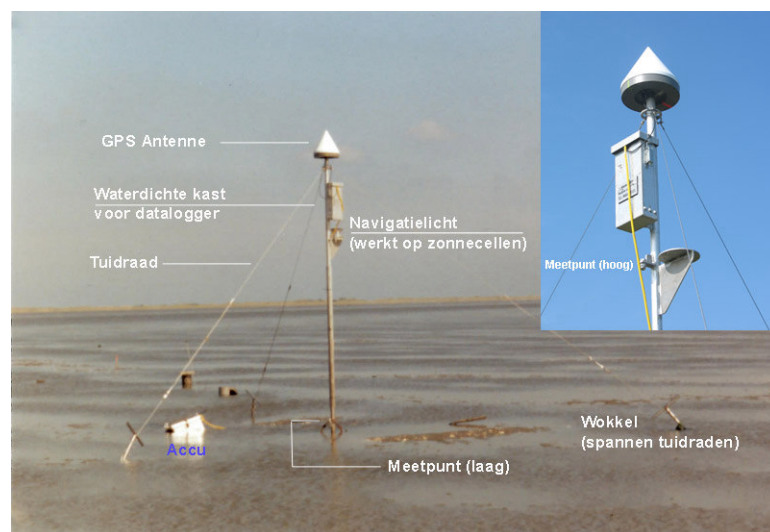 GPS Antenne
Waterdichte kast
voor datalogger
Navigatielicht
(werkt op zonnecellen)
Tuidraad
Meetpunt (hoog)
Wokkel
(spannen tuidraden)
Accu
Meetpunt (laag)